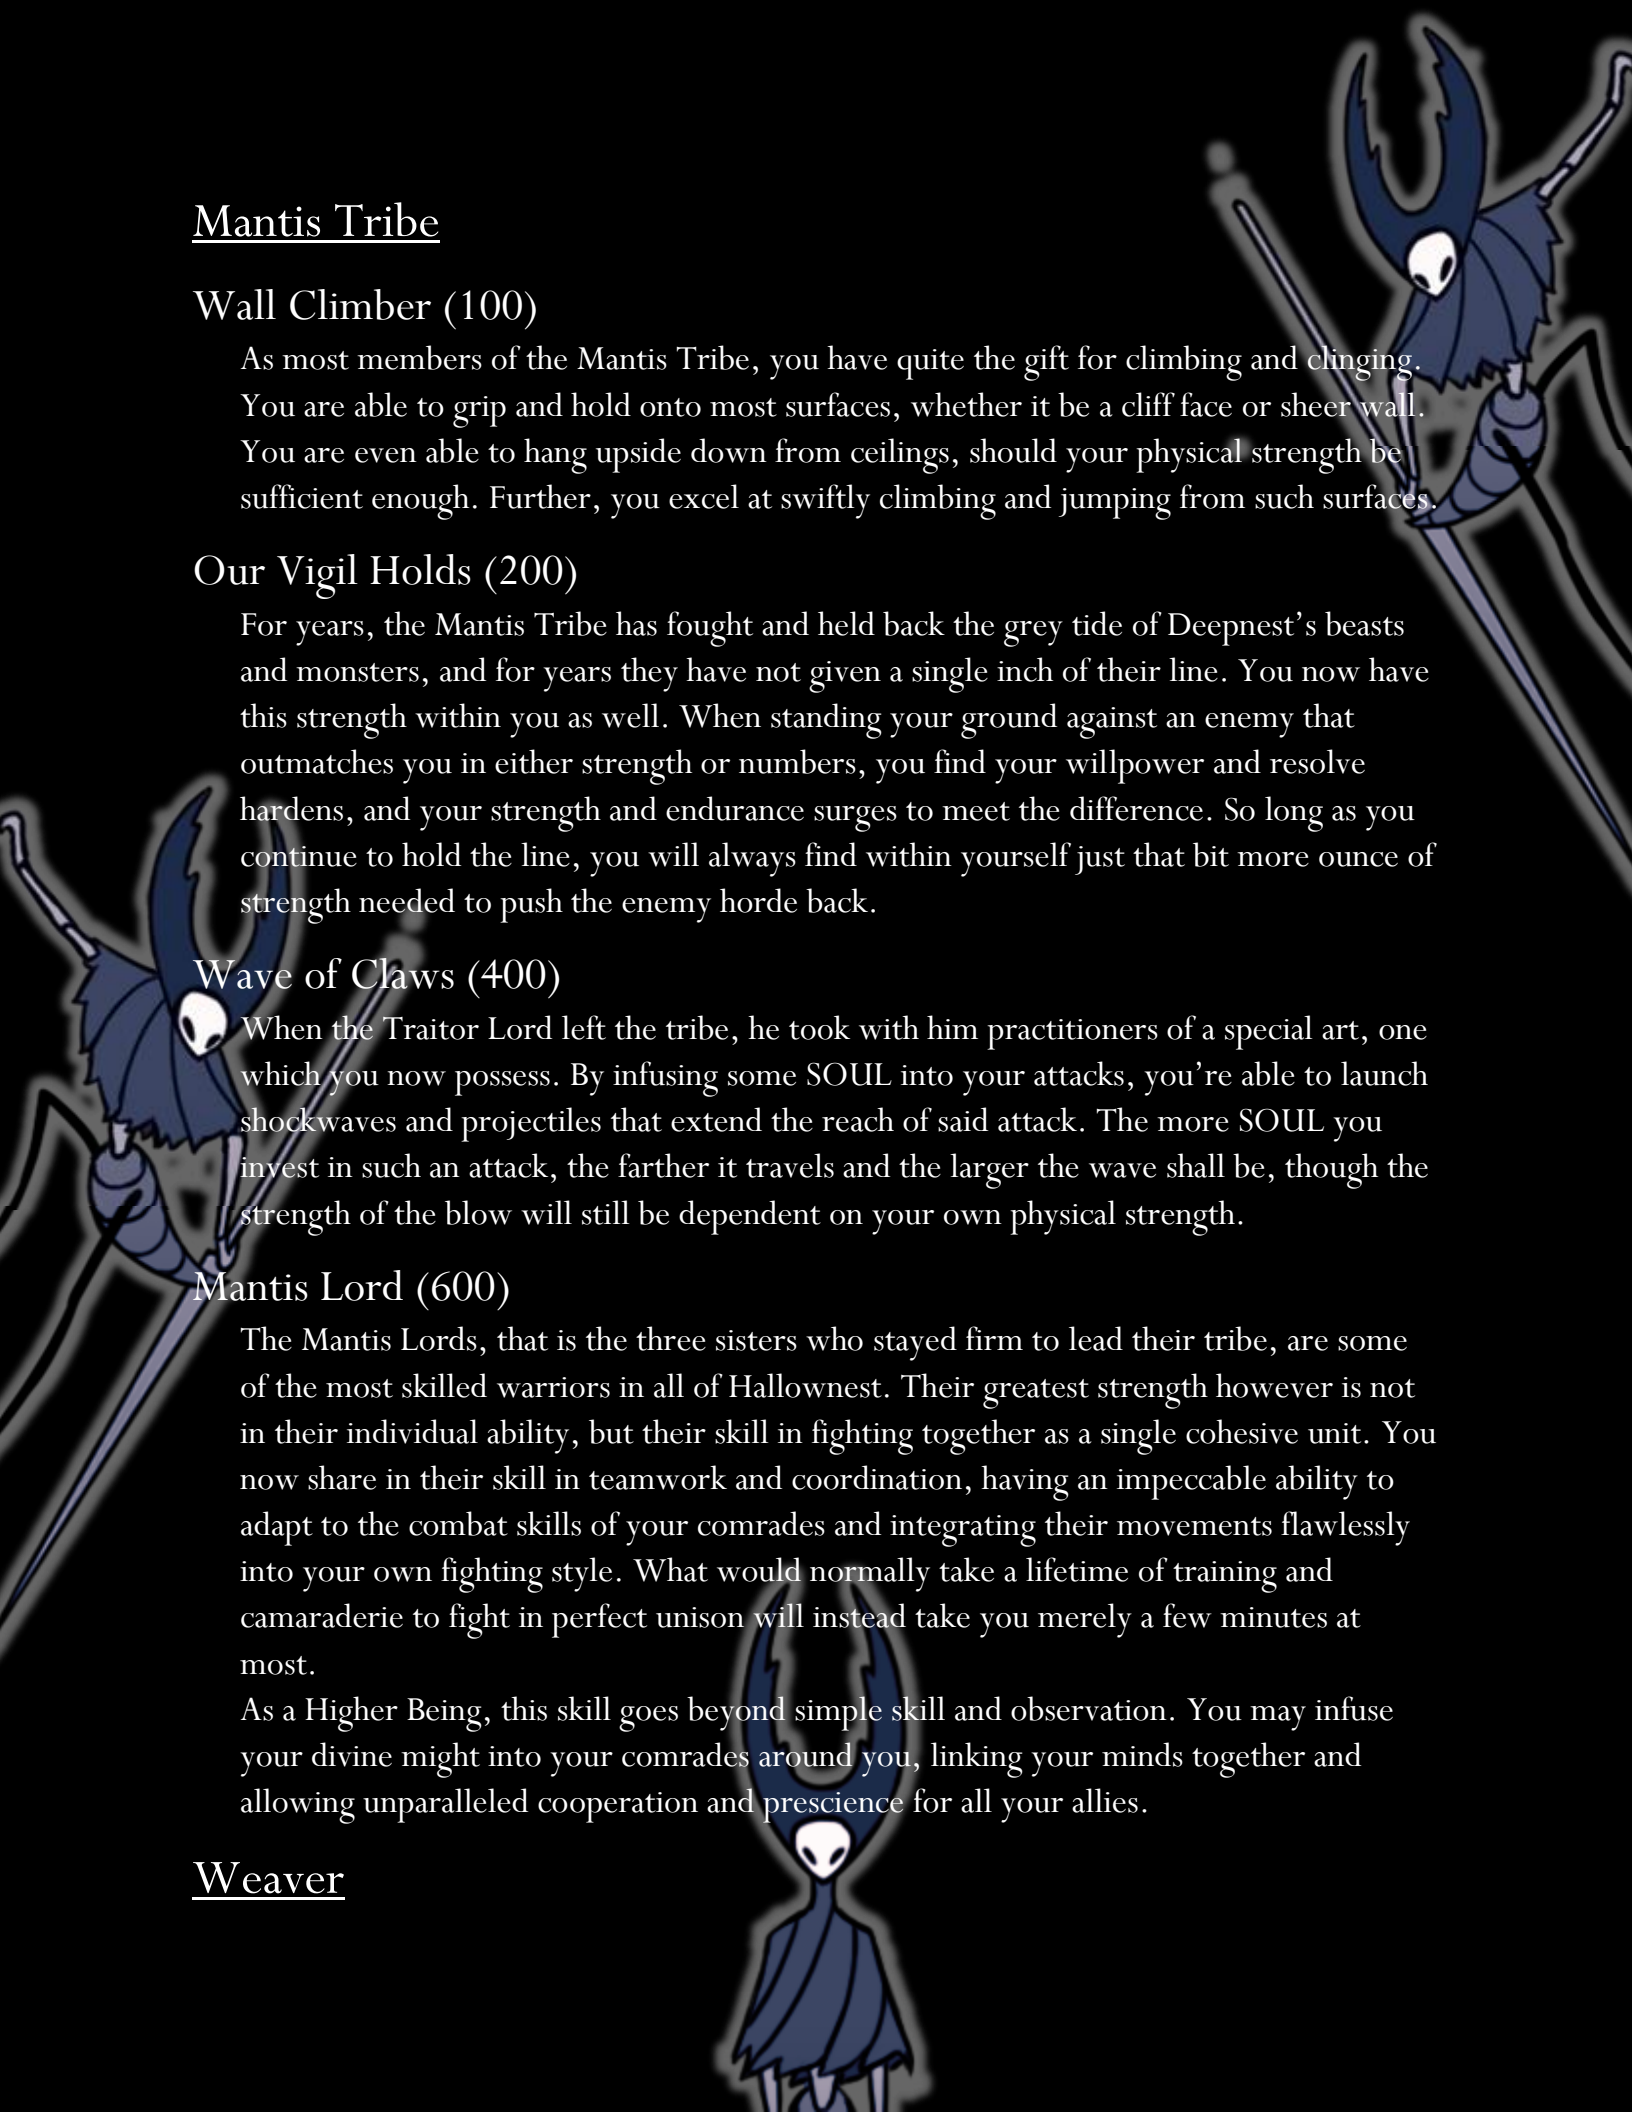 Mantis Tribe
Wall Climber (100)
As most members of the Mantis Tribe, you have quite the gift for climbing and clinging.
You are able to grip and hold onto most surfaces, whether it be a cliff face or sheer wall.
You are even able to hang upside down from ceilings, should your physical strength be
sufficient enough. Further, you excel at swiftly climbing and jumping from such surfaces.
Our Vigil Holds (200)
For years, the Mantis Tribe has fought and held back the grey tide of Deepnest’s beasts
and monsters, and for years they have not given a single inch of their line. You now have
this strength within you as well. When standing your ground against an enemy that
outmatches you in either strength or numbers, you find your willpower and resolve
hardens, and your strength and endurance surges to meet the difference. So long as you
continue to hold the line, you will always find within yourself just that bit more ounce of
strength needed to push the enemy horde back.
Wave of Claws (400)
When the Traitor Lord left the tribe, he took with him practitioners of a special art, one
which you now possess. By infusing some SOUL into your attacks, you’re able to launch
shockwaves and projectiles that extend the reach of said attack. The more SOUL you
invest in such an attack, the farther it travels and the larger the wave shall be, though the
strength of the blow will still be dependent on your own physical strength.
Mantis Lord (600)
The Mantis Lords, that is the three sisters who stayed firm to lead their tribe, are some
of the most skilled warriors in all of Hallownest. Their greatest strength however is not
in their individual ability, but their skill in fighting together as a single cohesive unit. You
now share in their skill in teamwork and coordination, having an impeccable ability to
adapt to the combat skills of your comrades and integrating their movements flawlessly
into your own fighting style. What would normally take a lifetime of training and
camaraderie to fight in perfect unison will instead take you merely a few minutes at
most.
As a Higher Being, this skill goes beyond simple skill and observation. You may infuse
your divine might into your comrades around you, linking your minds together and
allowing unparalleled cooperation and prescience for all your allies.
Weaver